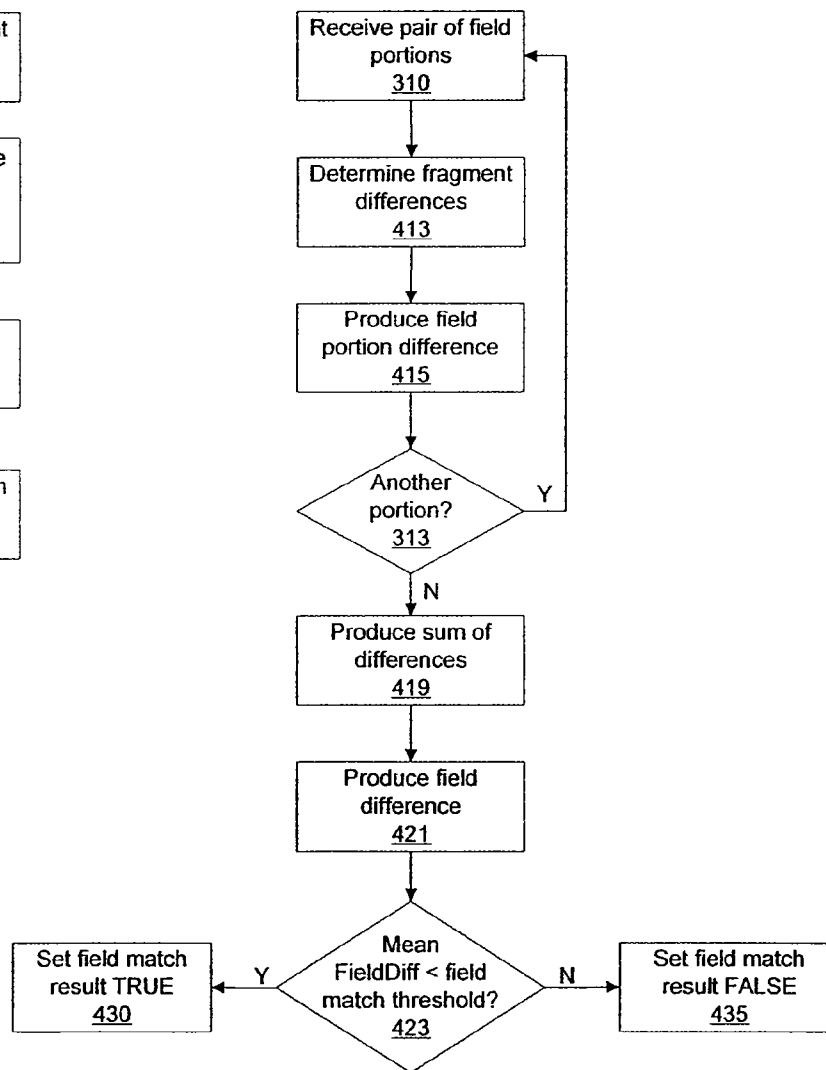 Receive pair of field
portions
310
Determine fragment
differences
413
Produce field
portion difference
415
Another
portion?
313
Y
N
Produce sum of
differences
419
Produce field
difference
421
Mean
FieldDiff < field
match threshold?
423
Y
N
Set field match
result TRUE
430
Set field match
result FALSE
435